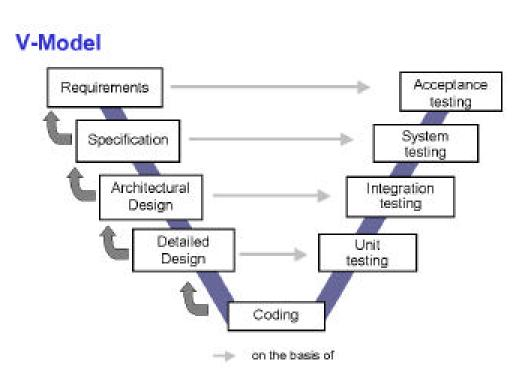 V-Model
Requirements
Acceptance
testing
Specification
System
testing
Architectural
Design
Integration
testing
Detailed
Design
Unit
testing
Coding
on the basis of